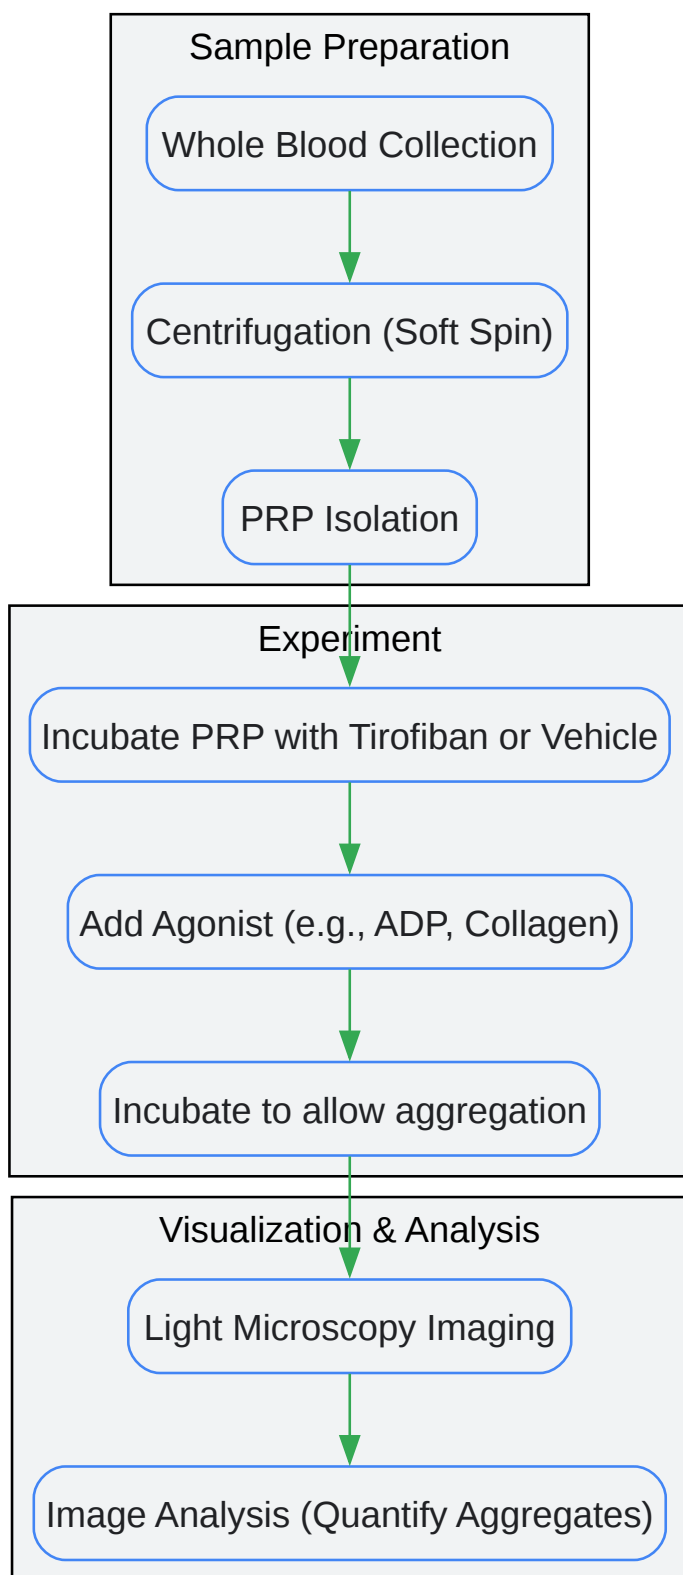 Sample Preparation
Whole Blood Collection
Centrifugation (Soft Spin)
PRP Isolation
Experiment
Incubate PRP with Tirofiban or Vehicle
Add Agonist (e.g., ADP, Collagen)
Incubate to allow aggregation
Visualization & Analysis
Light Microscopy Imaging
Image Analysis (Quantify Aggregates)